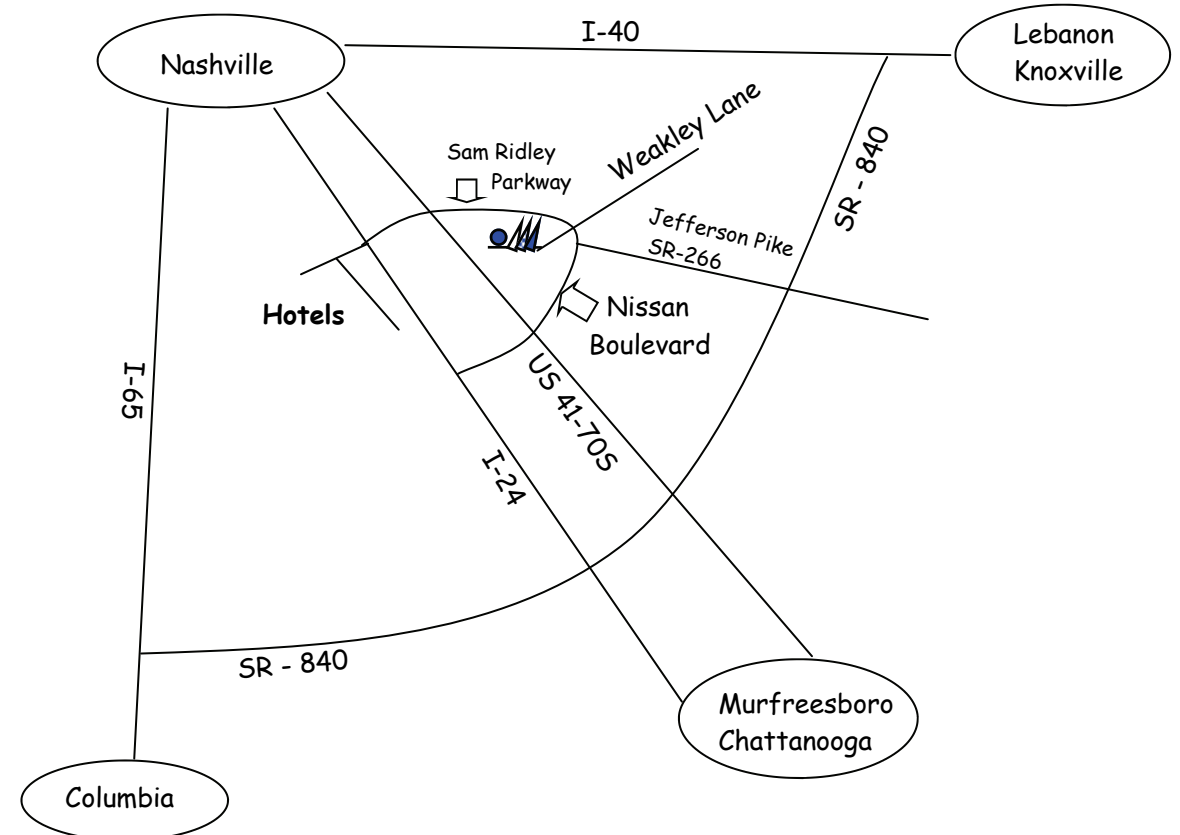 I-40
Lebanon
Knoxville
Nashville
Weakley Lane
Sam Ridley
Parkway
SR - 840
Jefferson Pike
SR-266
Hotels
Nissan
Boulevard
I-65
US 41-70S
I-24
SR - 840
Murfreesboro
Chattanooga
Columbia